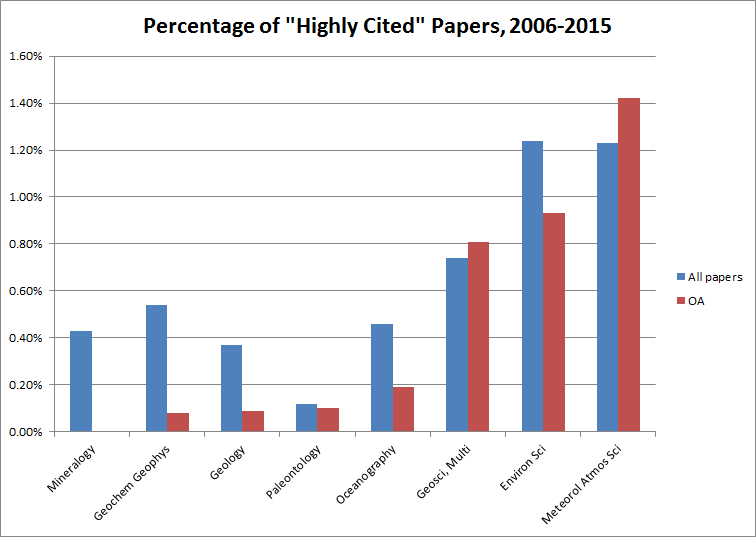 Percentage of "Highly Cited" Papers, 2006-2015
1.60%
1.40%
1.20%
1.00%
0.80%
0.60%
0.40%
0.20%
0.00%
Mineralogy
Geochem Geophys
Geology
Paleontology
Oceanography
Geosci, Multi
Environ Sci
Meteorol Atmos Sci
All papers
OA